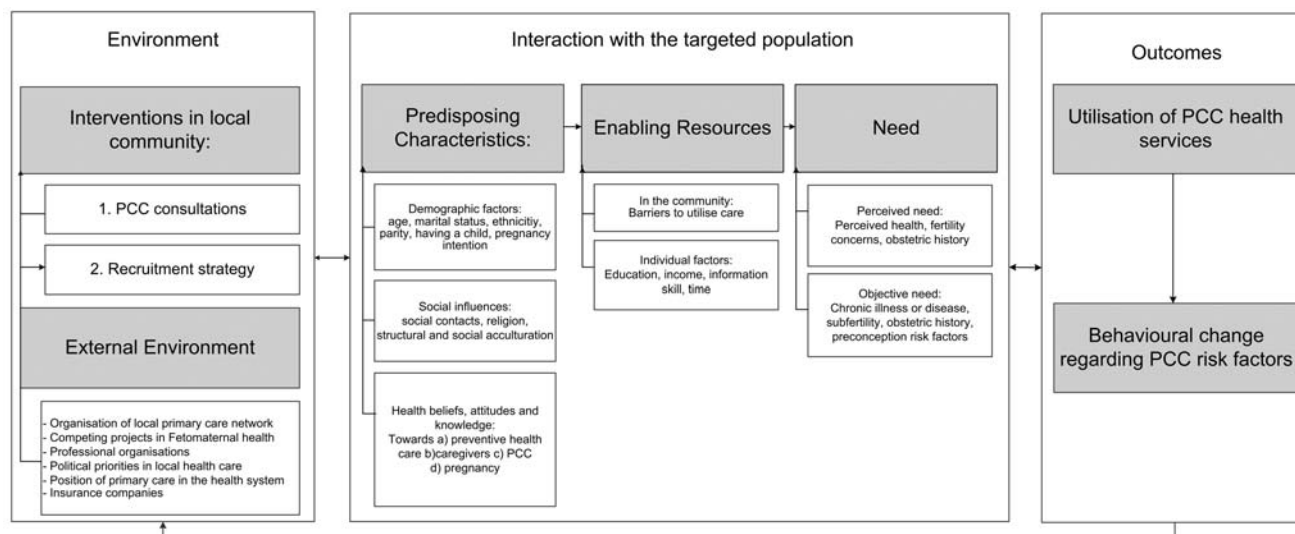 Environment
Interventions in local
community:
1. PCC consultations
2. Recruitment strategy
External Environment
- Organisation of local primary care network
- Competing projects in Fetomaternal health
- Professional organisations
- Political priorities in local health care
- Position of primary care in the health system
- Insurance companies
Interaction with the targeted population
Predisposing
Characteristics:
Demographic factors:
age, marital status, ethnicitiy,
parity, having a child, pregnancy
intention
Social influences:
social contacts, religion,
structural and social acculturation
Health beliefs, attitudes and
knowledge:
Towards a) preventive health
care b)caregivers c) PCC
d) pregnancy
Enabling Resources
In the community:
Barriers to utilise care
Individual factors:
Education, income, information
skill, time
Need
Perceived need:
Perceived health, fertility
concerns, obstetric history
Objective need:
Chronic illness or disease,
subfertility, obstetric history,
preconception risk factors
Outcomes
Utilisation of PCC health
services
Behavioural change
regarding PCC risk factors